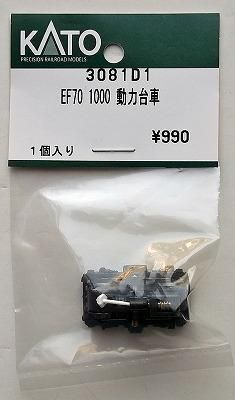 KATO
PRECISION RAILROAD MODELS
3081D1
EF70 1000 動力台車
¥990
1個入り